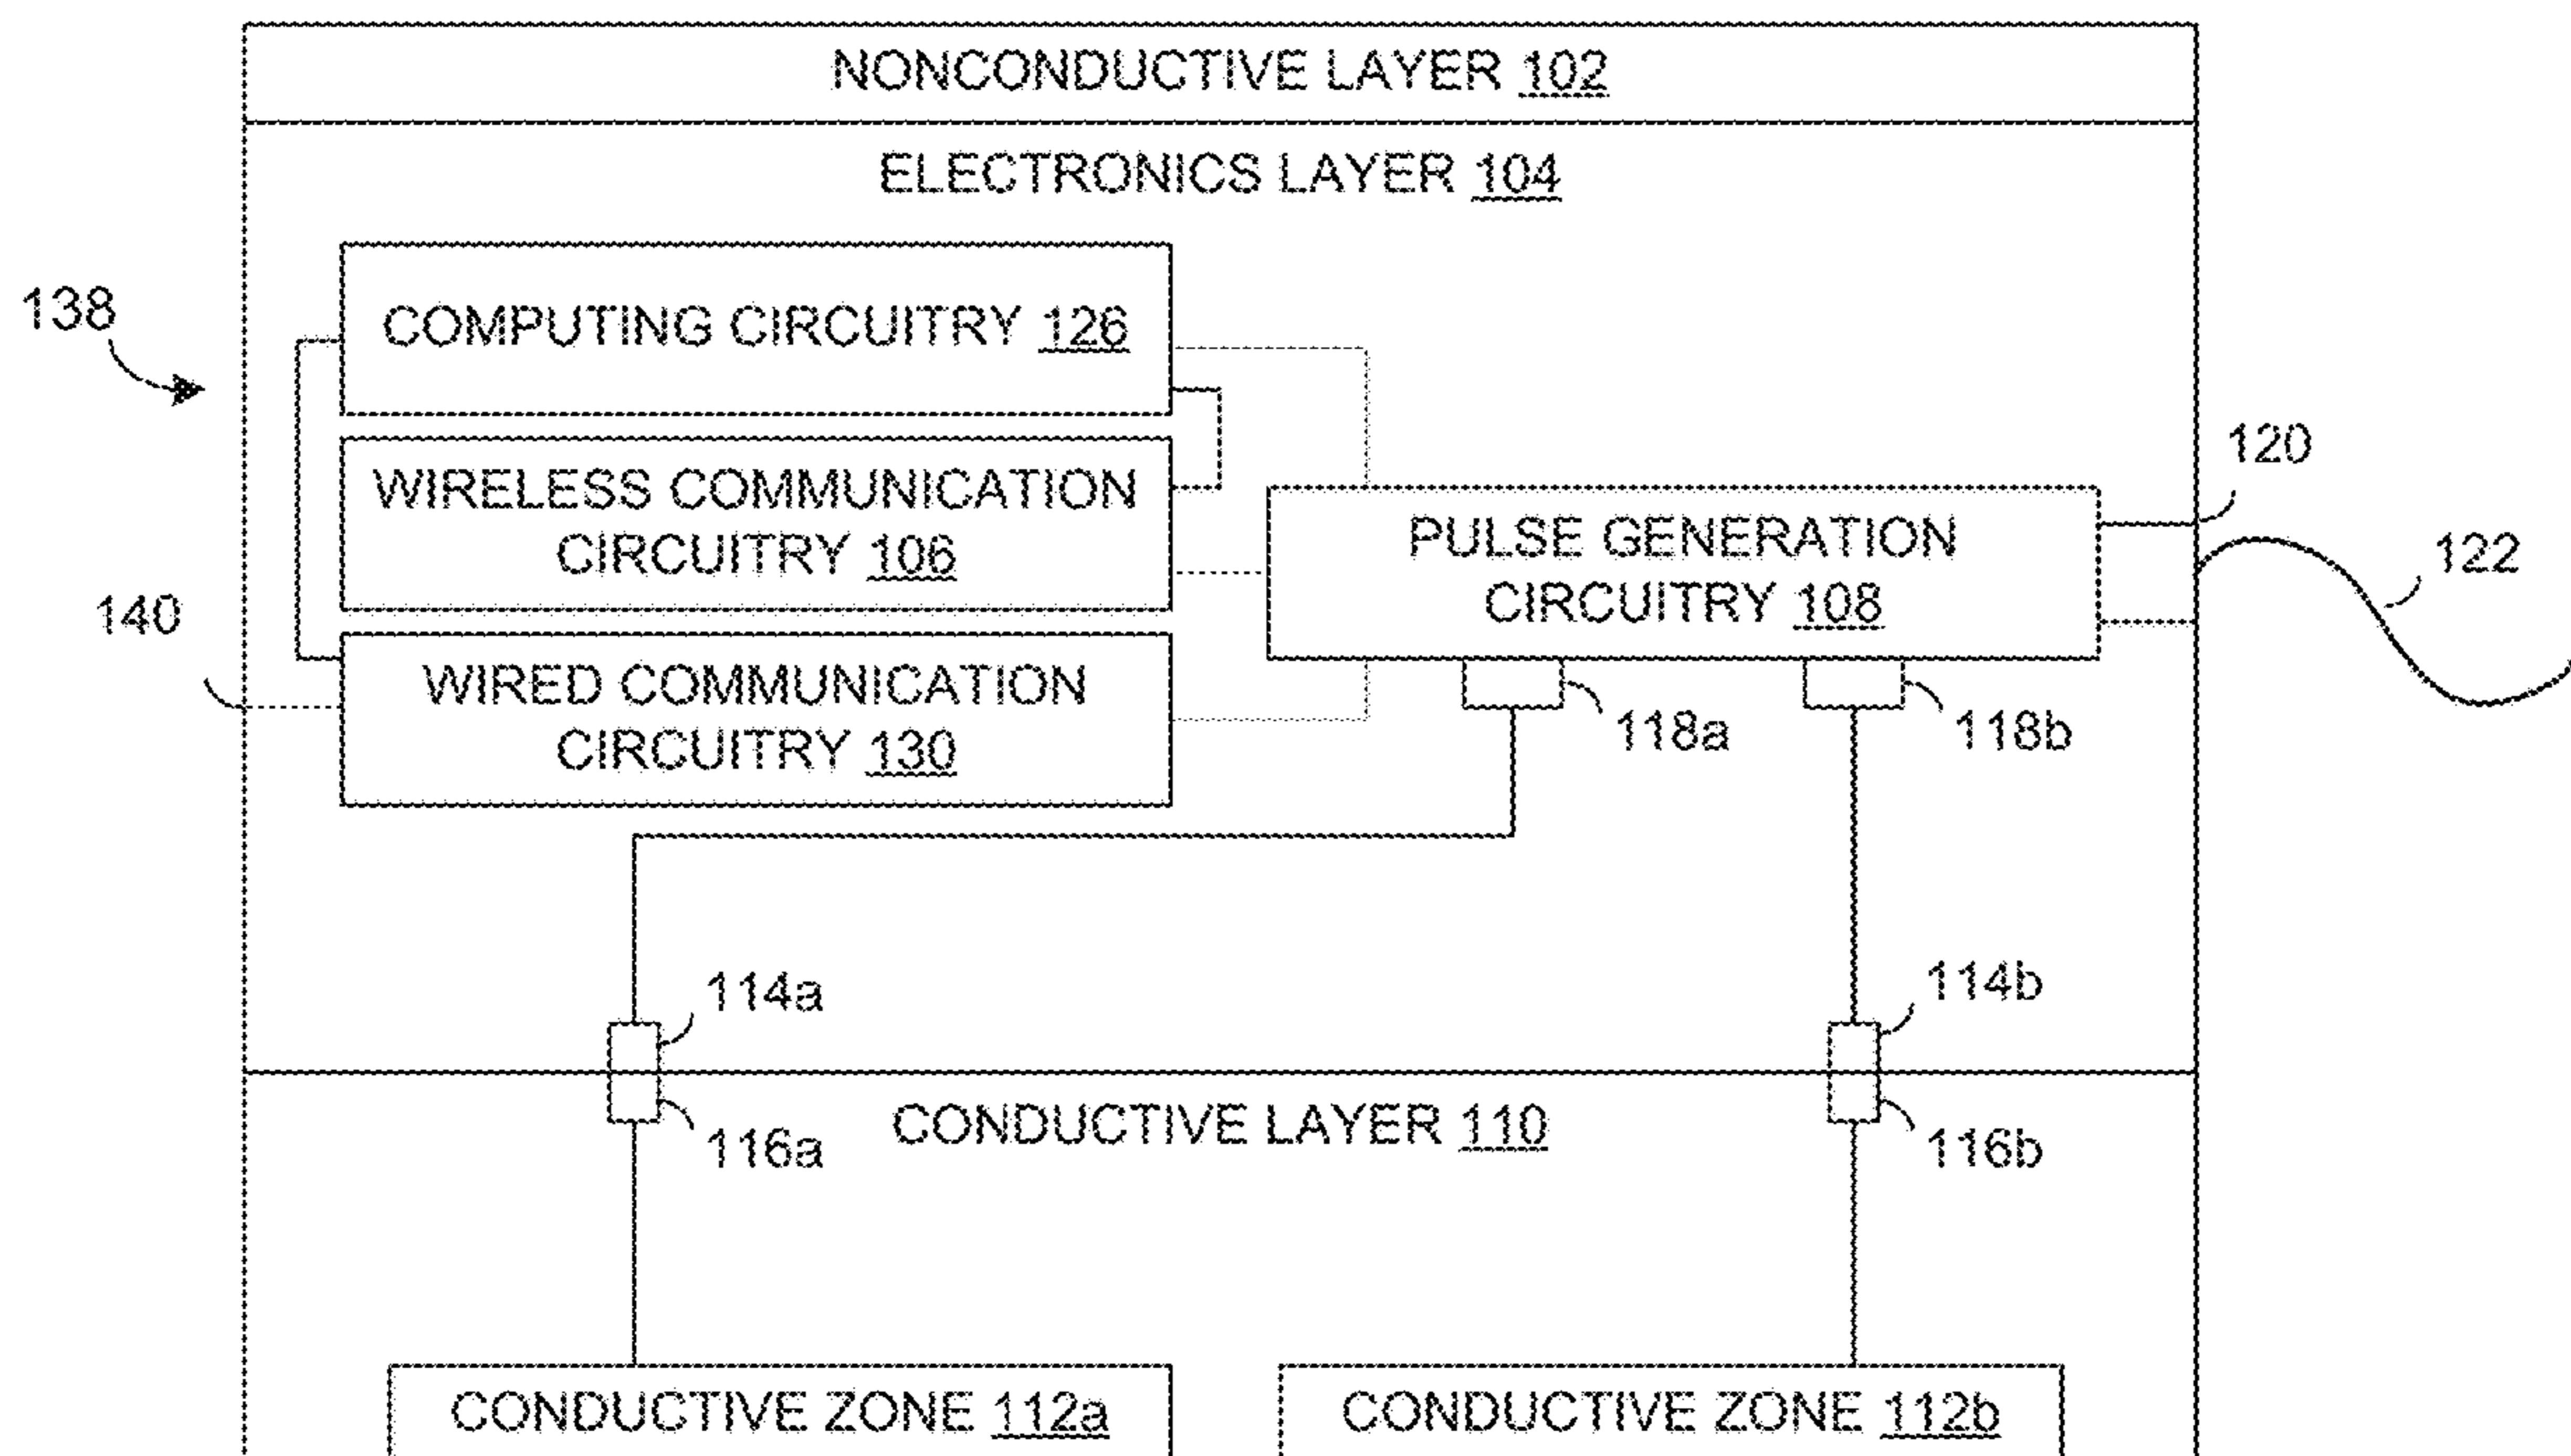 NONCONDUCTIVE LAYER 102
ELECTRONICS LAYER 104
138
COMPUTING CIRCUITRY 126
120
WIRELESS COMMUNICATION
CIRCUITRY 106
PULSE GENERATION
CIRCUITRY 108
122
140
WIRED COMMUNICATION
CIRCUITRY 130
118a
118b
114a
114b
CONDUCTIVE LAYER 110
116a
116b
CONDUCTIVE ZONE 112a
CONDUCTIVE ZONE 112b